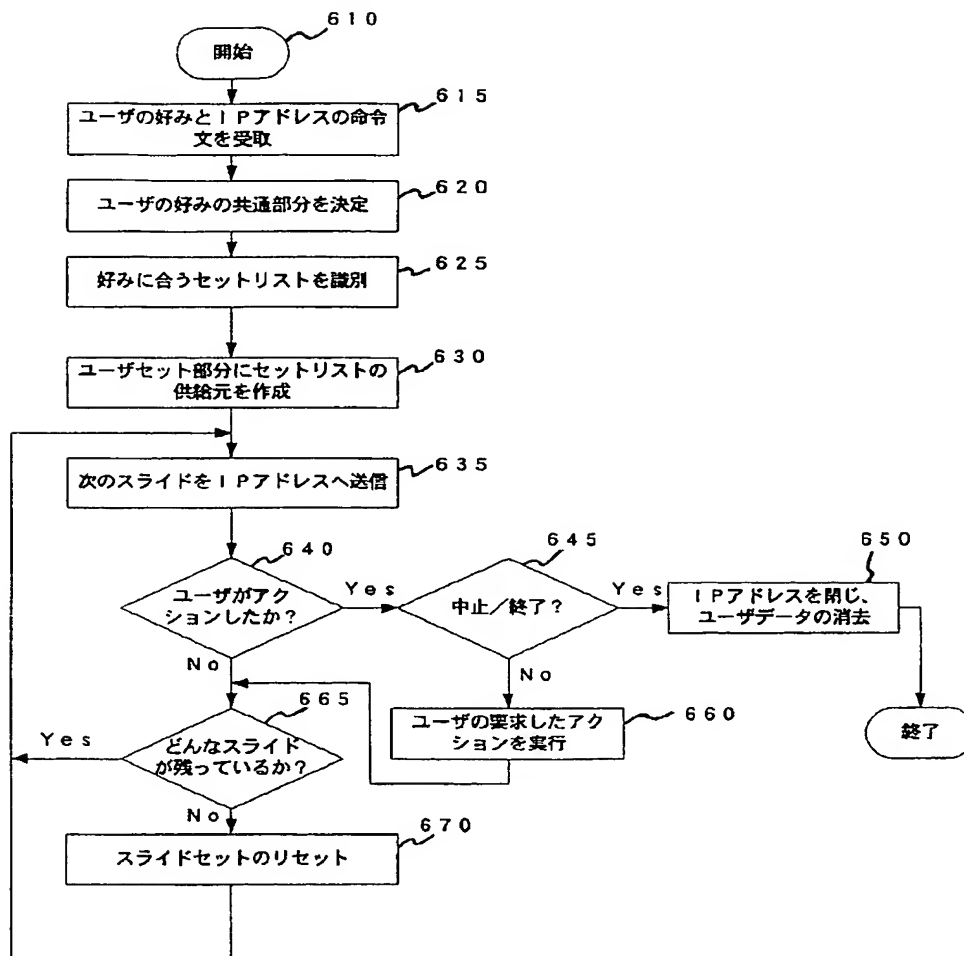 610
開始
615
ユーザの好みとIPアドレスの命令
文を受取
620
ユーザの好みの共通部分を決定
625
好みに合うセットリストを識別
630
ユーザセット部分にセットリストの
供給元を作成
635
次のスライドをIPアドレスへ送信
640
ユーザがアク
ションしたか?
Yes
No
645
中止/終了?
Yes
No
650
IPアドレスを閉じ、
ユーザデータの消去
終了
660
ユーザの要求したアク
ションを実行
665
どんなスライド
が残っているか?
Yes
No
670
スライドセットのリセット